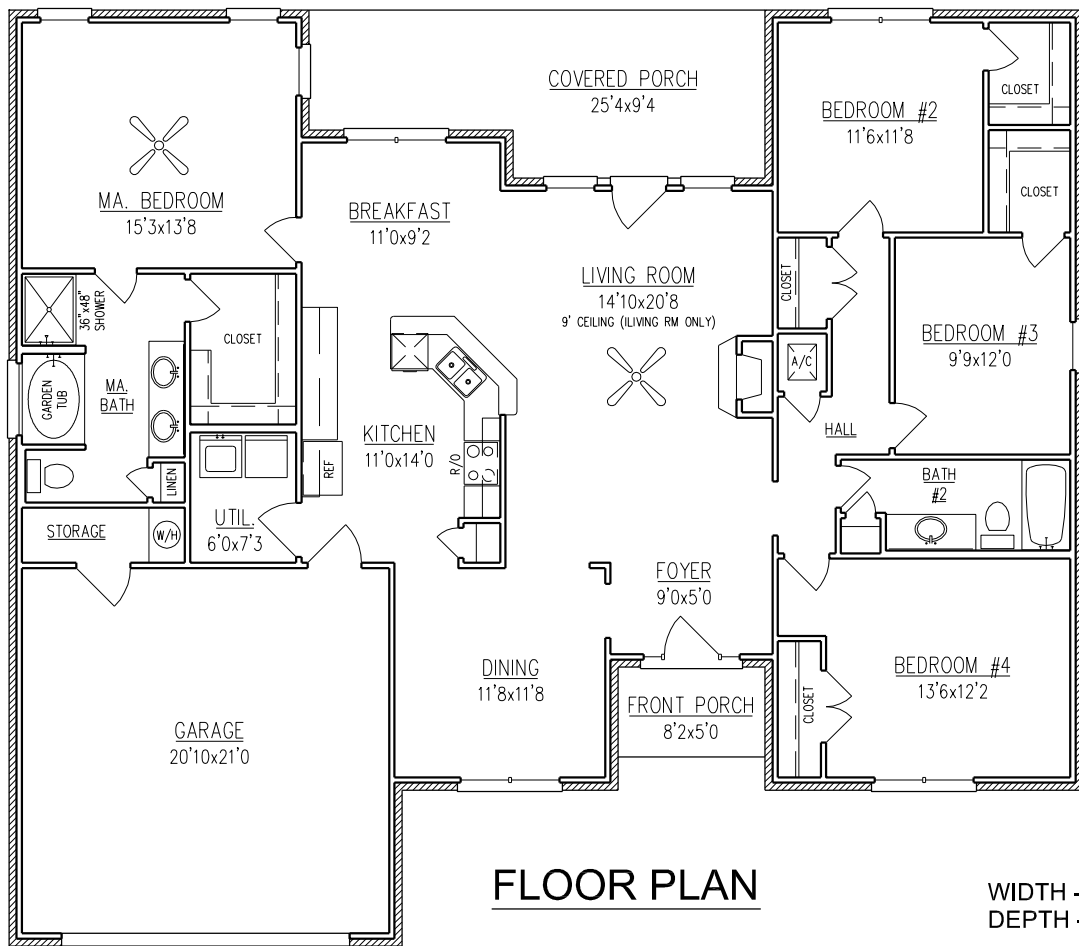 COVERED PORCH
25'4x9'4
BEDROOM #2
11'6x11'8
CLOSET
MA. BEDROOM
15'3x13'8
BREAKFAST
11'0x9'2
CLOSET
LIVING ROOM
14'10x20'8
9' CEILING (ILIVING RM ONLY)
CLOSET
36"x48"
SHOWER
CLOSET
BEDROOM #3
9'9x12'0
A/C
GARDEN
TUB
MA.
BATH
KITCHEN
11'0x14'0
HALL
R/O
REF
LINEN
BATH
#2
STORAGE
W/H
UTIL.
6'0x7'3
FOYER
9'0x5'0
DINING
11'8x11'8
BEDROOM #4
13'6x12'2
CLOSET
FRONT PORCH
8'2x5'0
GARAGE
20'10x21'0
FLOOR PLAN
WIDTH -
DEPTH -